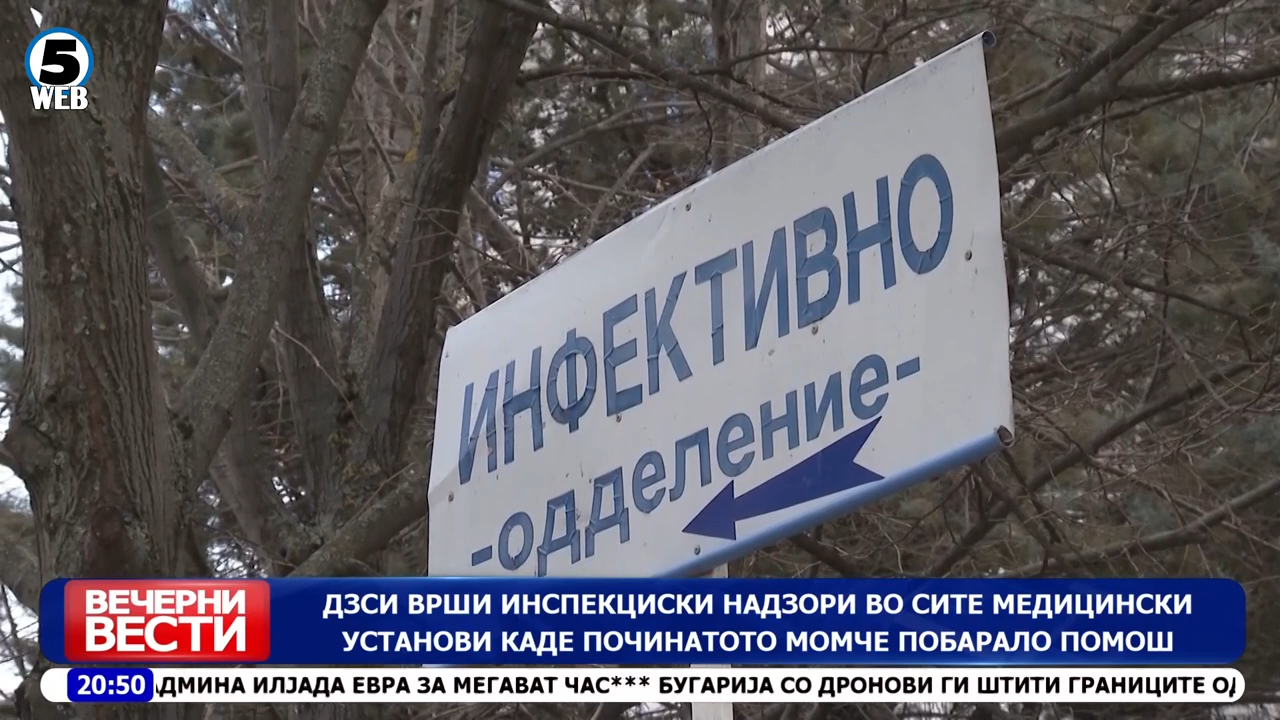 5
WEB
ИНФЕКТИВНО
-одделение-
ВЕЧЕРНИ
ВЕСТИ
ДЗСИ ВРШИ ИНСПЕКЦИСКИ НАДЗОРИ ВО СИТЕ МЕДИЦИНСКИ
УСТАНОВИ КАДЕ ПОЧИНАТОТО МОМЧЕ ПОБАРАЛО ПОМОШ
20:50 ИЛЈАДА ЕВРА ЗА МЕГАВАТ ЧАС*** БУГАРИЈА СО ДРОНОВИ ГИ ШТИТИ ГРАНИЦИТЕ